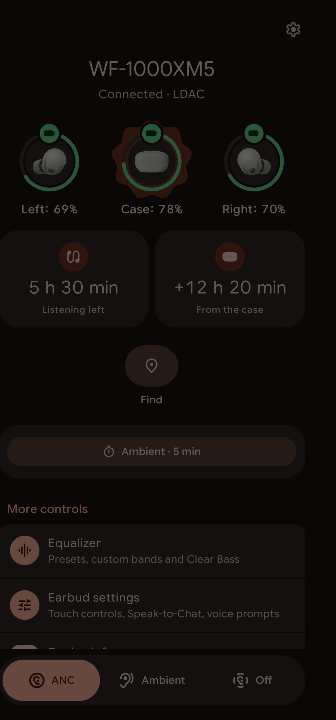 WF-1000XM5
Connected · LDAC
Left: 69%
Case: 78%
Right: 70%
5 h 30 min
Listening left
+12 h 20 min
From the case
Find
Ambient · 5 min
More controls
Equalizer
Presets, custom bands and Clear Bass
Earbud settings
Touch controls, Speak-to-Chat, voice prompts
ANC
Ambient
Off